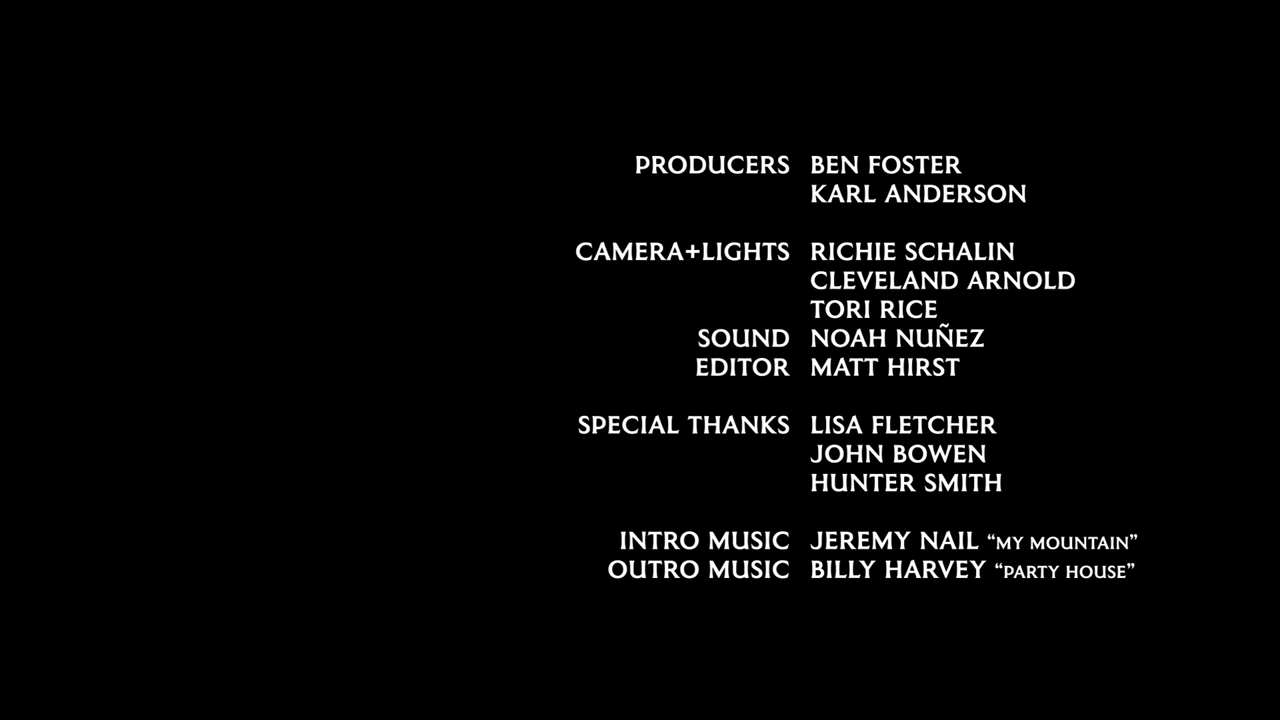 PRODUCERS BEN FOSTER
KARL ANDERSON
CAMERA+LIGHTS RICHIE SCHALIN
CLEVELAND ARNOLD
TORI RICE
SOUND NOAH NUÑEZ
EDITOR MATT HIRST
SPECIAL THANKS LISA FLETCHER
JOHN BOWEN
HUNTER SMITH
INTRO MUSIC JEREMY NAIL “MY MOUNTAIN”
OUTRO MUSIC BILLY HARVEY “PARTY HOUSE”